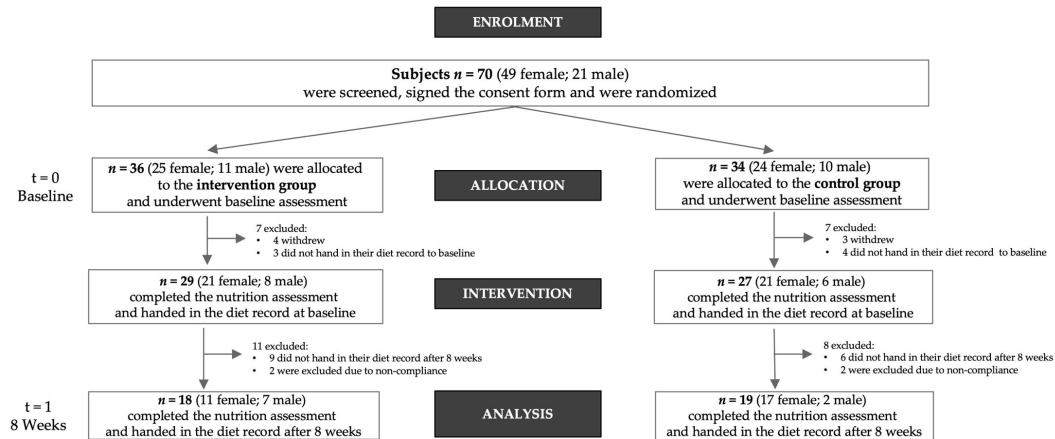 ENROLMENT
Subjects n = 70 (49 female; 21 male)
were screened, signed the consent form and were randomized
t = 0
Baseline
n = 36 (25 female; 11 male) were allocated
to the intervention group
and underwent baseline assessment
ALLOCATION
n = 34 (24 female; 10 male)
were allocated to the control group
and underwent baseline assessment
7 excluded:
• 4 withdrew
• 3 did not hand in their diet record to baseline
7 excluded:
• 3 withdrew
• 4 did not hand in their diet record to baseline
n = 29 (21 female; 8 male)
completed the nutrition assessment
and handed in the diet record at baseline
INTERVENTION
n = 27 (21 female; 6 male)
completed the nutrition assessment
and handed in the diet record at baseline
11 excluded:
• 9 did not hand in their diet record after 8 weeks
• 2 were excluded due to non-compliance
8 excluded:
• 6 did not hand in their diet record after 8 weeks
• 2 were excluded due to non-compliance
t = 1
8 Weeks
n = 18 (11 female; 7 male)
completed the nutrition assessment
and handed in the diet record after 8 weeks
ANALYSIS
n = 19 (17 female; 2 male)
completed the nutrition assessment
and handed in the diet record after 8 weeks